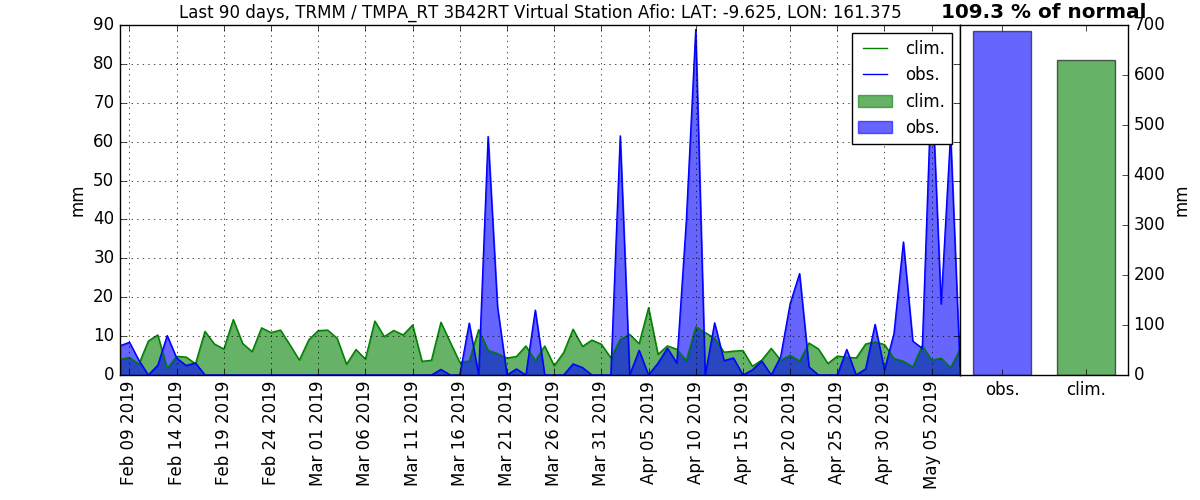 Last 90 days, TRMM / TMPA_RT 3B42RT Virtual Station Afio: LAT: -9.625, LON: 161.375
109.3 % of normal
90
80
70
60
50
40
30
20
10
0
mm
clim.
obs.
clim.
obs.
Feb 09 2019
Feb 14 2019
Feb 19 2019
Feb 24 2019
Mar 01 2019
Mar 06 2019
Mar 11 2019
Mar 16 2019
Mar 21 2019
Mar 26 2019
Mar 31 2019
Apr 05 2019
Apr 10 2019
Apr 15 2019
Apr 20 2019
Apr 25 2019
Apr 30 2019
May 05 2019
700
600
500
400
300
200
100
0
mm
obs.
clim.